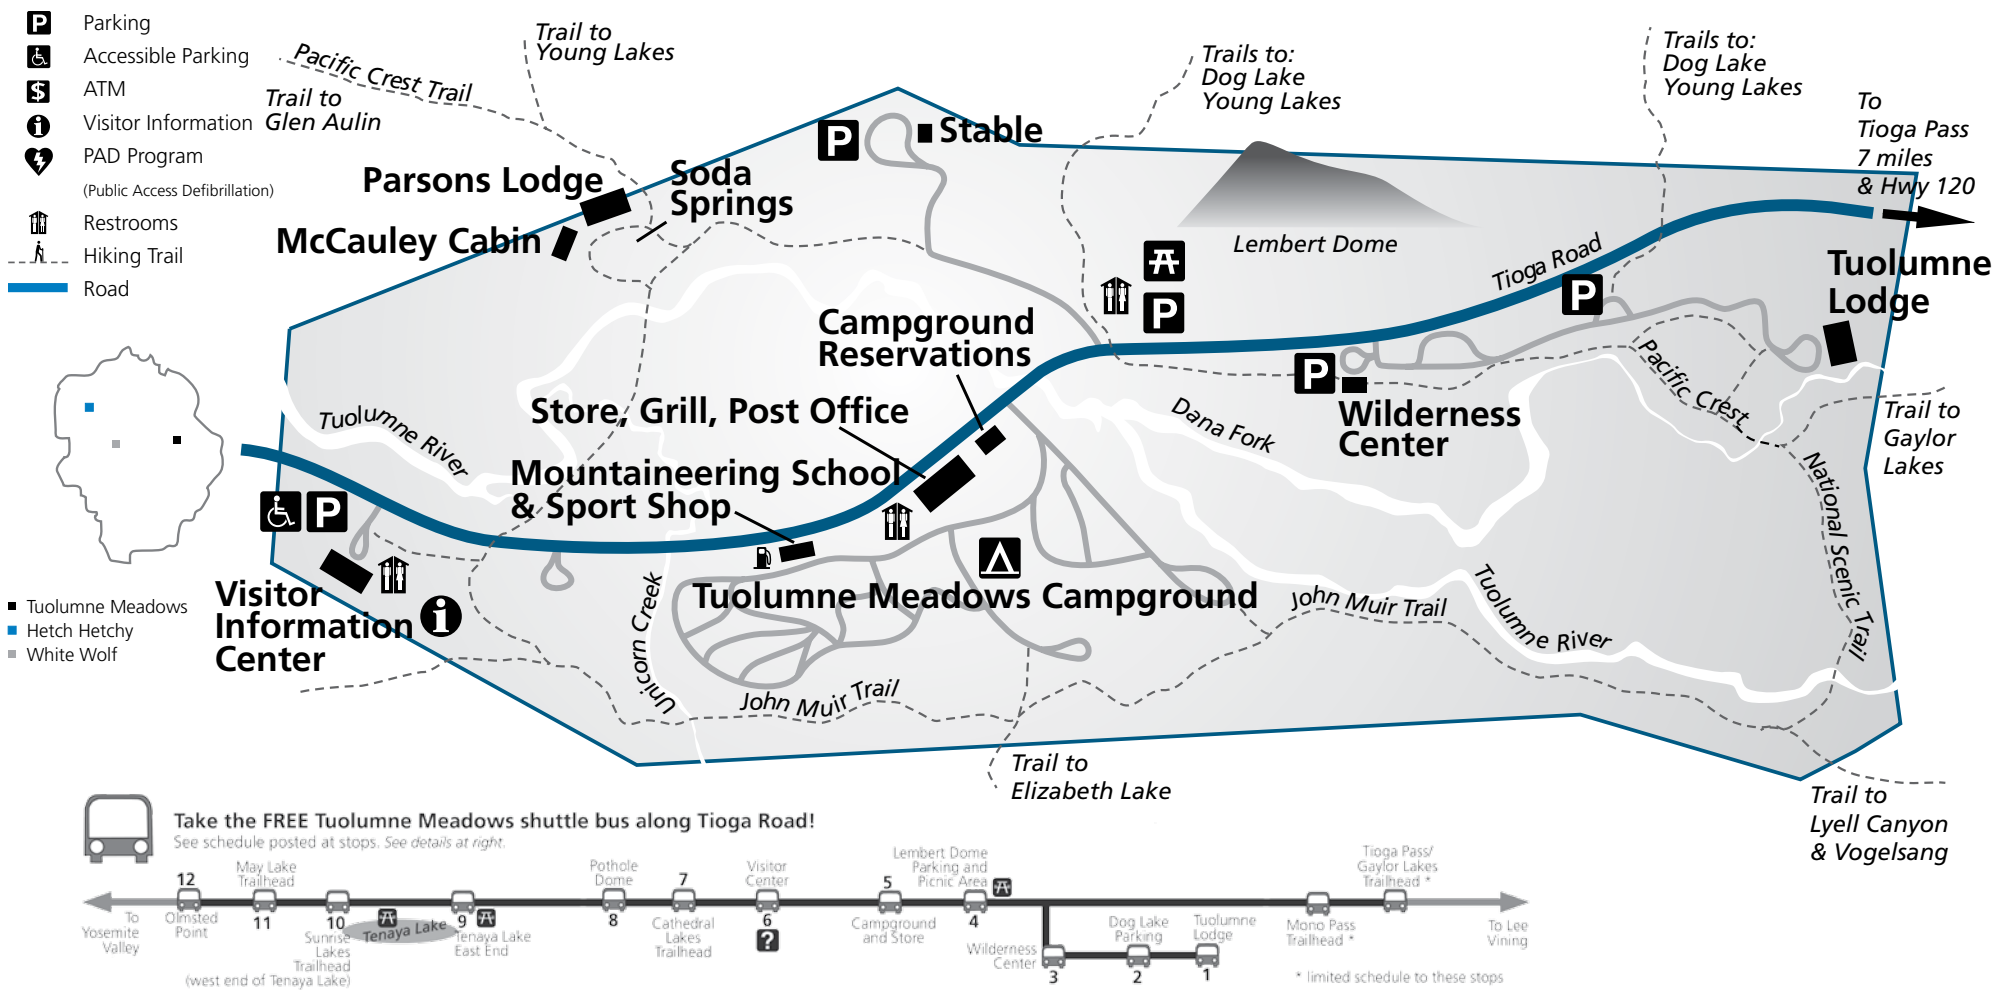 P Parking
Accessible Parking
$ ATM
i Visitor Information
PAD Program
(Public Access Defibrillation)
Restrooms
Hiking Trail
Road
Tuolumne Meadows
Hetch Hetchy
White Wolf
Pacific Crest Trail
Trail to
Glen Aulin
Trail to
Young Lakes
Trails to:
Dog Lake
Young Lakes
Trails to:
Dog Lake
Young Lakes
To
Tioga Pass
7 miles
& Hwy 120
P
Stable
Parsons Lodge
Soda
Springs
McCauley Cabin
Lembert Dome
Tioga Road
P
P
Tuolumne
Lodge
Campground
Reservations
Store, Grill, Post Office
Mountaineering School
& Sport Shop
P
Wilderness
Center
Dana Fork
Pacific Crest
National Scenic Trail
Trail to
Gaylor
Lakes
Tuolumne River
P
Visitor
Information
Center
i
Unicorn Creek
Tuolumne Meadows Campground
John Muir Trail
John Muir Trail
Tuolumne River
Trail to
Elizabeth Lake
Trail to
Lyell Canyon
& Vogelsang
Take the FREE Tuolumne Meadows shuttle bus along Tioga Road!
See schedule posted at stops. See details at right.
To
Yosemite
Valley
12
Olmsted
Point
May Lake
Trailhead
11
10
Sunrise
Lakes
Trailhead
(west end of Tenaya Lake)
Tenaya Lake
9
Tenaya Lake
East End
Pothole
Dome
8
7
Cathedral
Lakes
Trailhead
Visitor
Center
6
?
5
Campground
and Store
Lembert Dome
Parking and
Picnic Area
4
Wilderness
Center
3
Dog Lake
Parking
2
Tuolumne
Lodge
1
Mono Pass
Trailhead *
Tioga Pass/
Gaylor Lakes
Trailhead *
To Lee
Vining
* limited schedule to these stops